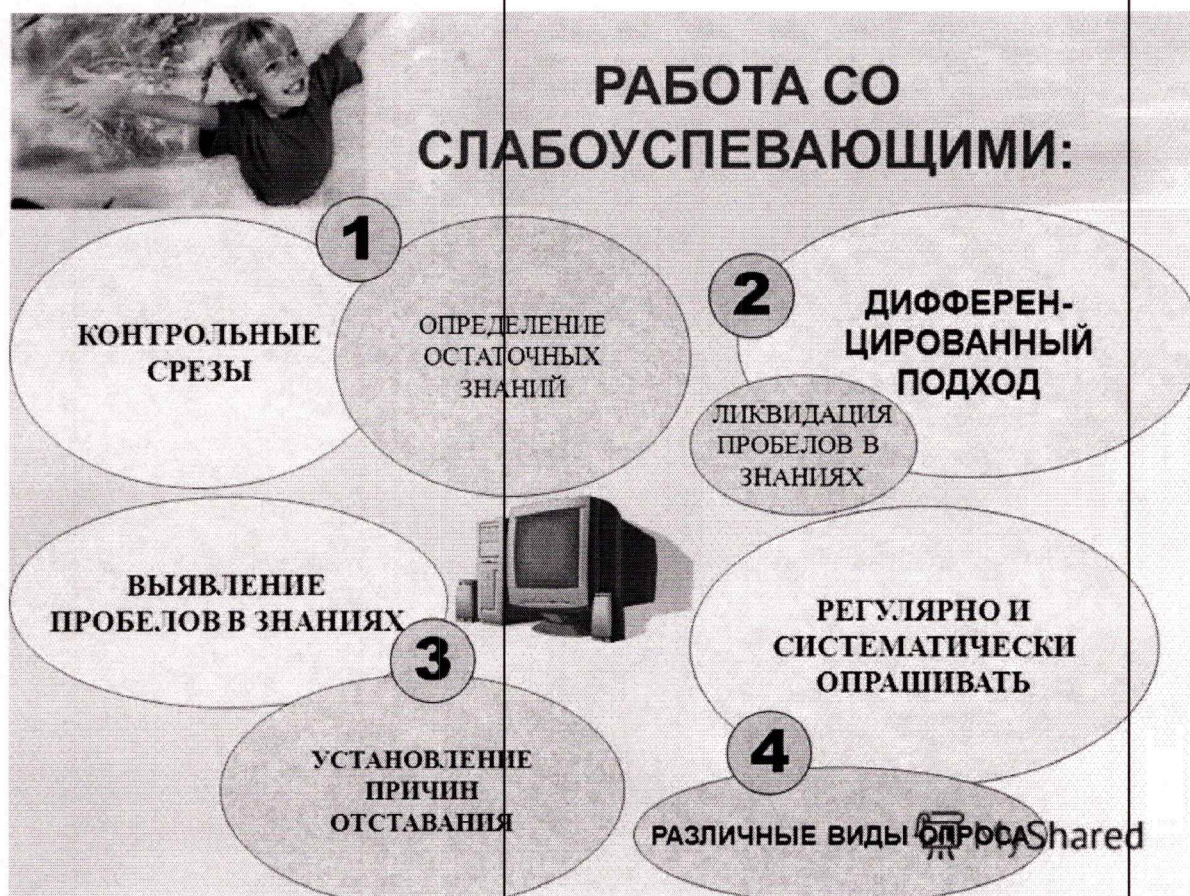 РАБОТА СО
СЛАБОУСПЕВАЮЩИМИ:
1
КОНТРОЛЬНЫЕ
СРЕЗЫ
ОПРЕДЕЛЕНИЕ
ОСТАТОЧНЫХ
ЗНАНИЙ
2
ДИФФЕРЕН-
ЦИРОВАННЫЙ
ПОДХОД
ЛИКВИДАЦИЯ
ПРОБЕЛОВ В
ЗНАНИЯХ
ВЫЯВЛЕНИЕ
ПРОБЕЛОВ В ЗНАНИЯХ
3
УСТАНОВЛЕНИЕ
ПРИЧИН
ОТСТАВАНИЯ
РЕГУЛЯРНО И
СИСТЕМАТИЧЕСКИ
ОПРАШИВАТЬ
4
РАЗЛИЧНЫЕ ВИДЫ ОПРОСА
MyShared